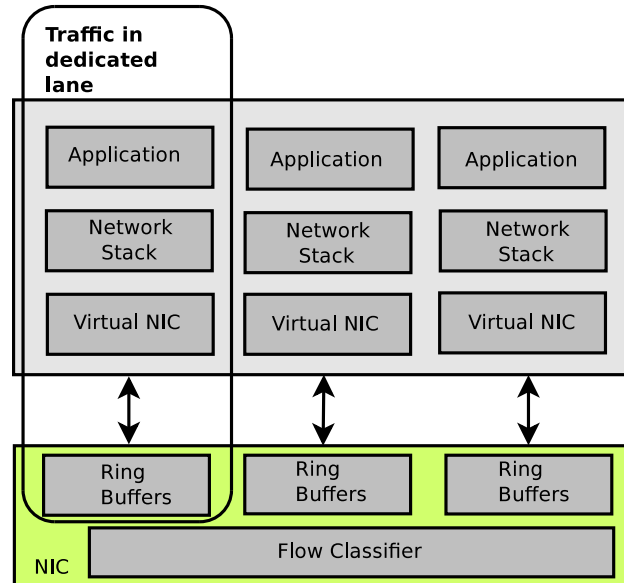 Traffic in
dedicated
lane
Application
Application
Application
Network
Stack
Network
Stack
Network
Stack
Virtual NIC
Virtual NIC
Virtual NIC
Ring
Buffers
Ring
Buffers
Ring
Buffers
Flow Classifier
NIC